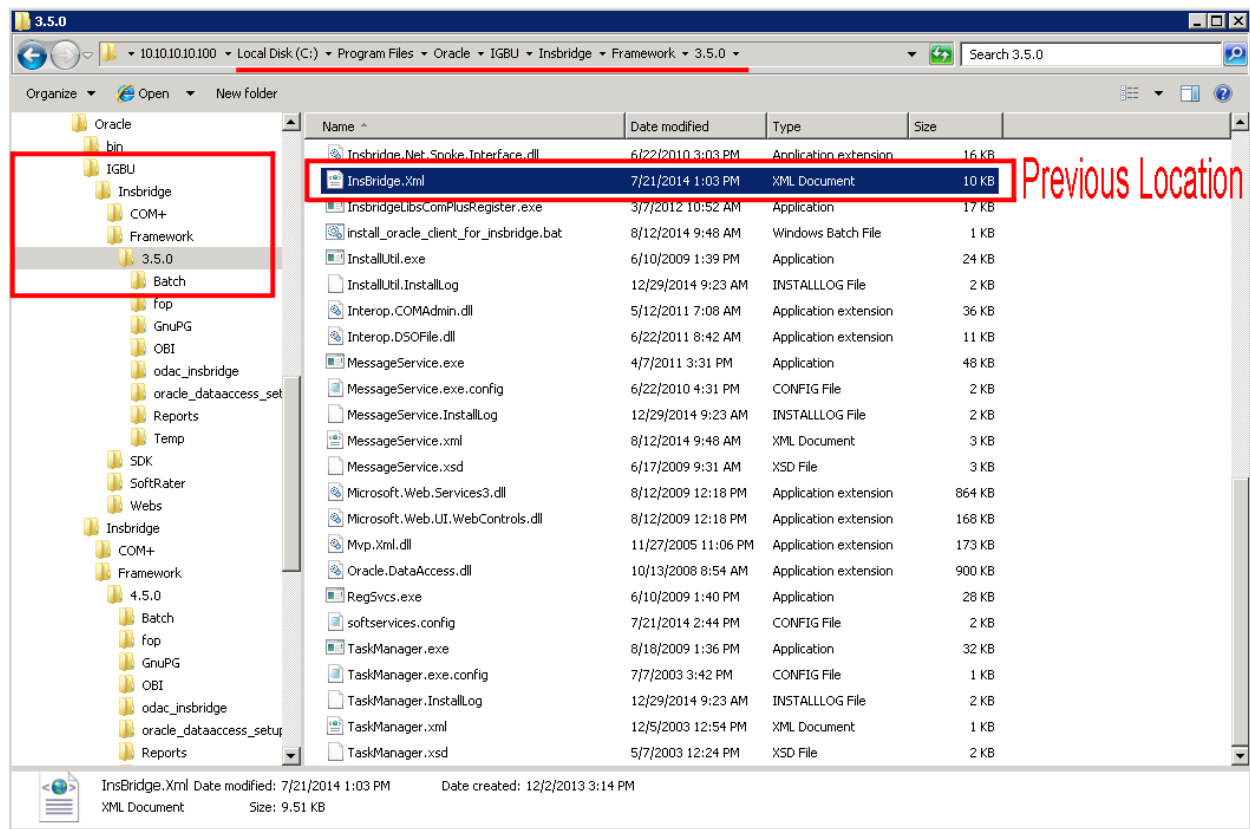 3.5.0
10.10.10.10.100 Local Disk (C:) Program Files Oracle IGBU Insbridge Framework 3.5.0
Search 3.5.0
Organize Open New folder
Oracle
bin
IGBU
Insbridge
COM+
Framework
3.5.0
Batch
fop
GnuPG
OBI
odac_insbridge
oracle_dataaccess_set
Reports
Temp
SDK
SoftRater
Webs
Insbridge
COM+
Framework
4.5.0
Batch
fop
GnuPG
OBI
odac_insbridge
oracle_dataaccess_setup
Reports
Name Date modified Type Size
Insbridge.Net.Spoke.Interface.dll 6/22/2010 3:03 PM Application extension 16 KB
InsBridge.Xml 7/21/2014 1:03 PM XML Document 10 KB
Previous Location
InsbridgeLibsComPlusRegister.exe 3/7/2012 10:52 AM Application 17 KB
install_oracle_client_for_insbridge.bat 8/12/2014 9:48 AM Windows Batch File 1 KB
InstallUtil.exe 6/10/2009 1:39 PM Application 24 KB
InstallUtil.InstallLog 12/29/2014 9:23 AM INSTALLLOG File 2 KB
Interop.COMAdmin.dll 5/12/2011 7:08 AM Application extension 36 KB
Interop.DSOFile.dll 6/22/2011 8:42 AM Application extension 11 KB
MessageService.exe 4/7/2011 3:31 PM Application 48 KB
MessageService.exe.config 6/22/2010 4:31 PM CONFIG File 2 KB
MessageService.InstallLog 12/29/2014 9:23 AM INSTALLLOG File 2 KB
MessageService.xml 8/12/2014 9:48 AM XML Document 3 KB
MessageService.xsd 6/17/2009 9:31 AM XSD File 3 KB
Microsoft.Web.Services3.dll 8/12/2009 12:18 PM Application extension 864 KB
Microsoft.Web.UI.WebControls.dll 8/12/2009 12:18 PM Application extension 168 KB
Mvp.Xml.dll 11/27/2005 11:06 PM Application extension 173 KB
Oracle.DataAccess.dll 10/13/2008 8:54 AM Application extension 900 KB
RegSvcs.exe 6/10/2009 1:40 PM Application 28 KB
softservices.config 7/21/2014 2:44 PM CONFIG File 2 KB
TaskManager.exe 8/18/2009 1:36 PM Application 32 KB
TaskManager.exe.config 7/7/2003 3:42 PM CONFIG File 1 KB
TaskManager.InstallLog 12/29/2014 9:23 AM INSTALLLOG File 2 KB
TaskManager.xml 12/5/2003 12:54 PM XML Document 1 KB
TaskManager.xsd 5/7/2003 12:24 PM XSD File 2 KB
InsBridge.Xml Date modified: 7/21/2014 1:03 PM Date created: 12/2/2013 3:14 PM
XML Document Size: 9.51 KB